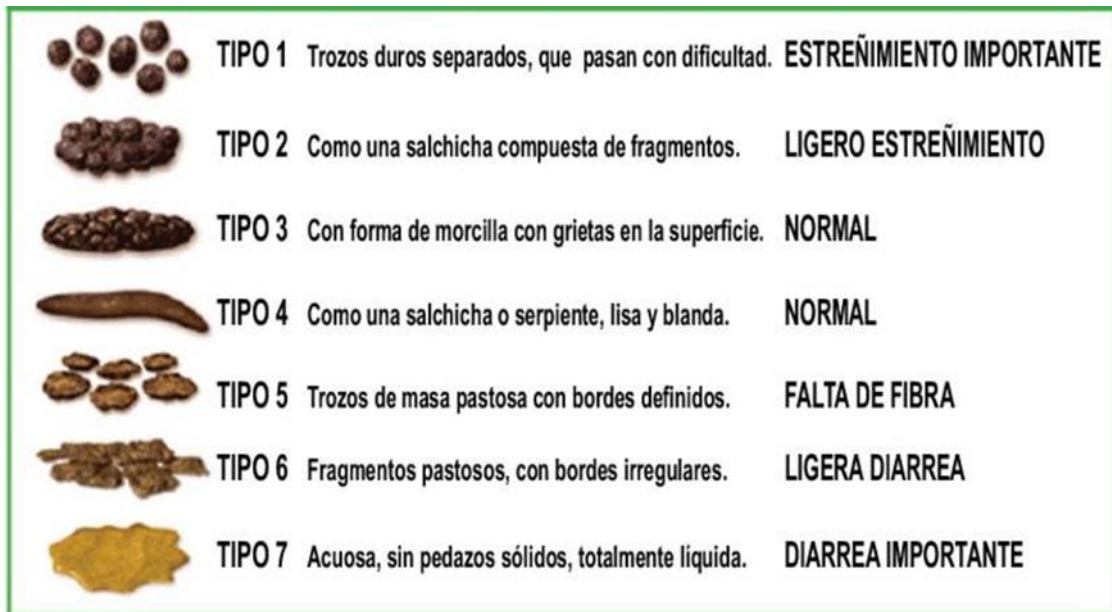 TIPO 1 Trozos duros separados, que pasan con dificultad. ESTREÑIMIENTO IMPORTANTE
TIPO 2 Como una salchicha compuesta de fragmentos. LIGERO ESTREÑIMIENTO
TIPO 3 Con forma de morcilla con grietas en la superficie. NORMAL
TIPO 4 Como una salchicha o serpiente, lisa y blanda. NORMAL
TIPO 5 Trozos de masa pastosa con bordes definidos. FALTA DE FIBRA
TIPO 6 Fragmentos pastosos, con bordes irregulares. LIGERA DIARREA
TIPO 7 Acuosa, sin pedazos sólidos, totalmente líquida. DIARREA IMPORTANTE